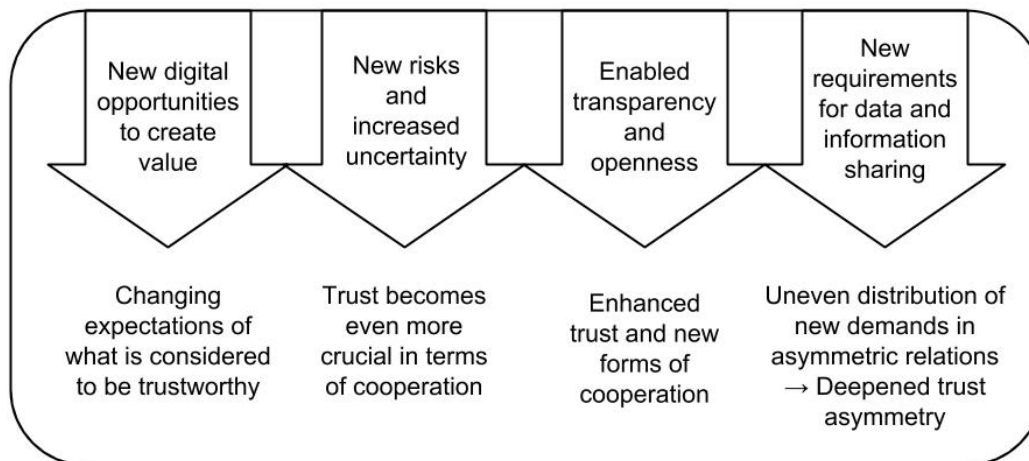 New digital
opportunities
to create
value
New risks
and
increased
uncertainty
Enabled
transparency
and
openness
New
requirements
for data and
information
sharing
Changing
expectations of
what is considered
to be trustworthy
Trust becomes
even more
crucial in terms
of cooperation
Enhanced
trust and new
forms of
cooperation
Uneven distribution of
new demands in
asymmetric relations
→ Deepened trust
asymmetry